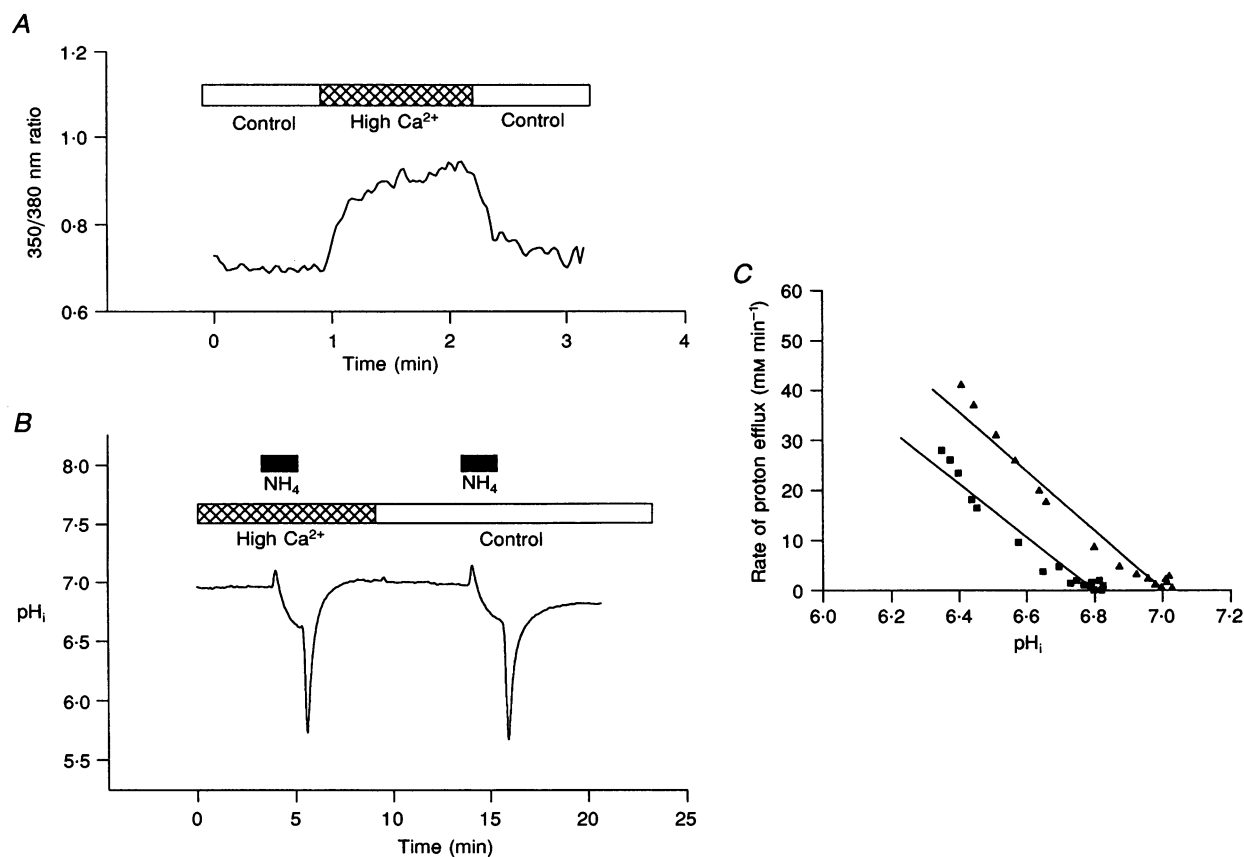 A
1·2
1·0
0·8
0·6
350/380 nm ratio
Control
High Ca²⁺
Control
0
1
2
3
4
Time (min)
B
8·0
7·5
7·0
6·5
6·0
5·5
pHᵢ
NH₄
NH₄
High Ca²⁺
Control
0
5
10
15
20
25
Time (min)
C
60
50
40
30
20
10
0
Rate of proton efflux (mM min⁻¹)
6·0
6·2
6·4
6·6
6·8
7·0
7·2
pHᵢ